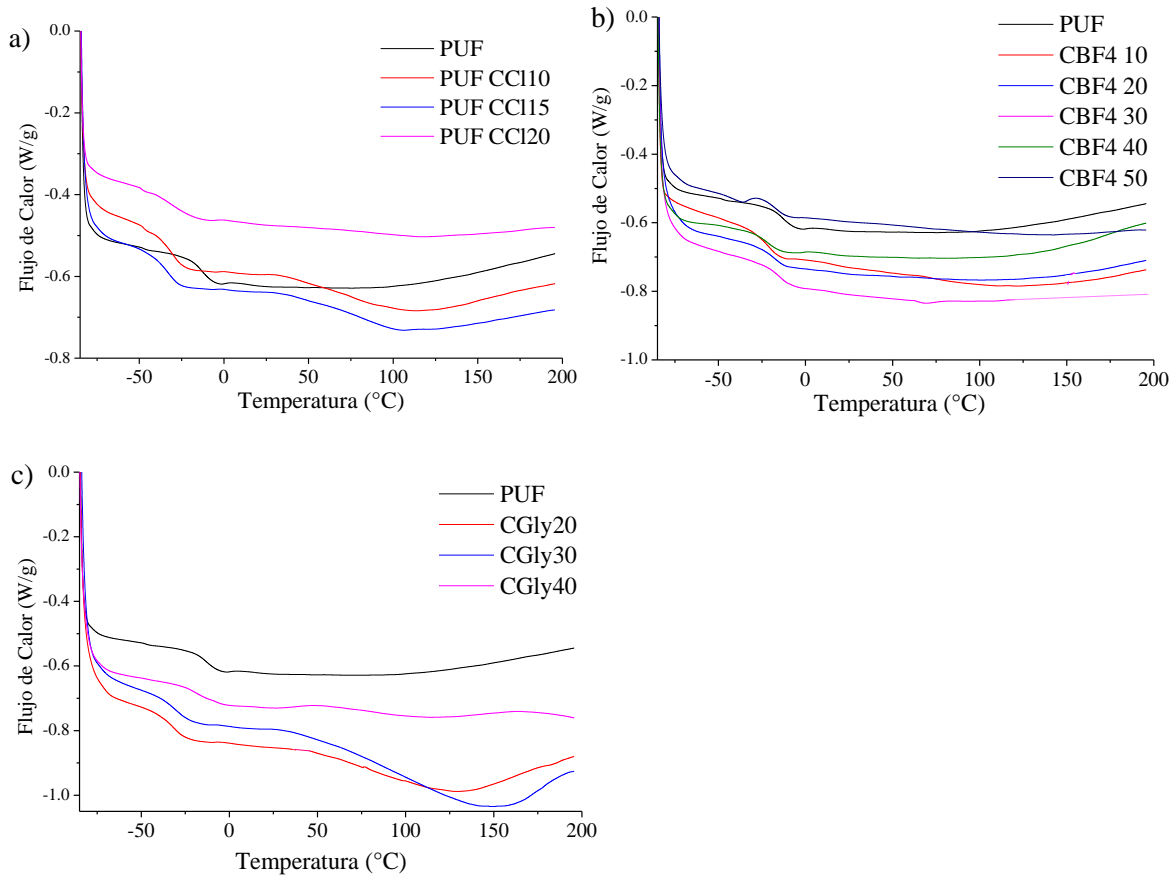 a)
PUF
PUF CCl10
PUF CCl15
PUF CCl20
0.0
-0.2
-0.4
-0.6
-0.8
Flujo de Calor (W/g)
-50 0 50 100 150 200
Temperatura (°C)
b)
PUF
CBF4 10
CBF4 20
CBF4 30
CBF4 40
CBF4 50
0.0
-0.2
-0.4
-0.6
-0.8
-1.0
Flujo de Calor (W/g)
-50 0 50 100 150 200
Temperatura (°C)
c)
PUF
CGly20
CGly30
CGly40
0.0
-0.2
-0.4
-0.6
-0.8
-1.0
Flujo de Calor (W/g)
-50 0 50 100 150 200
Temperatura (°C)